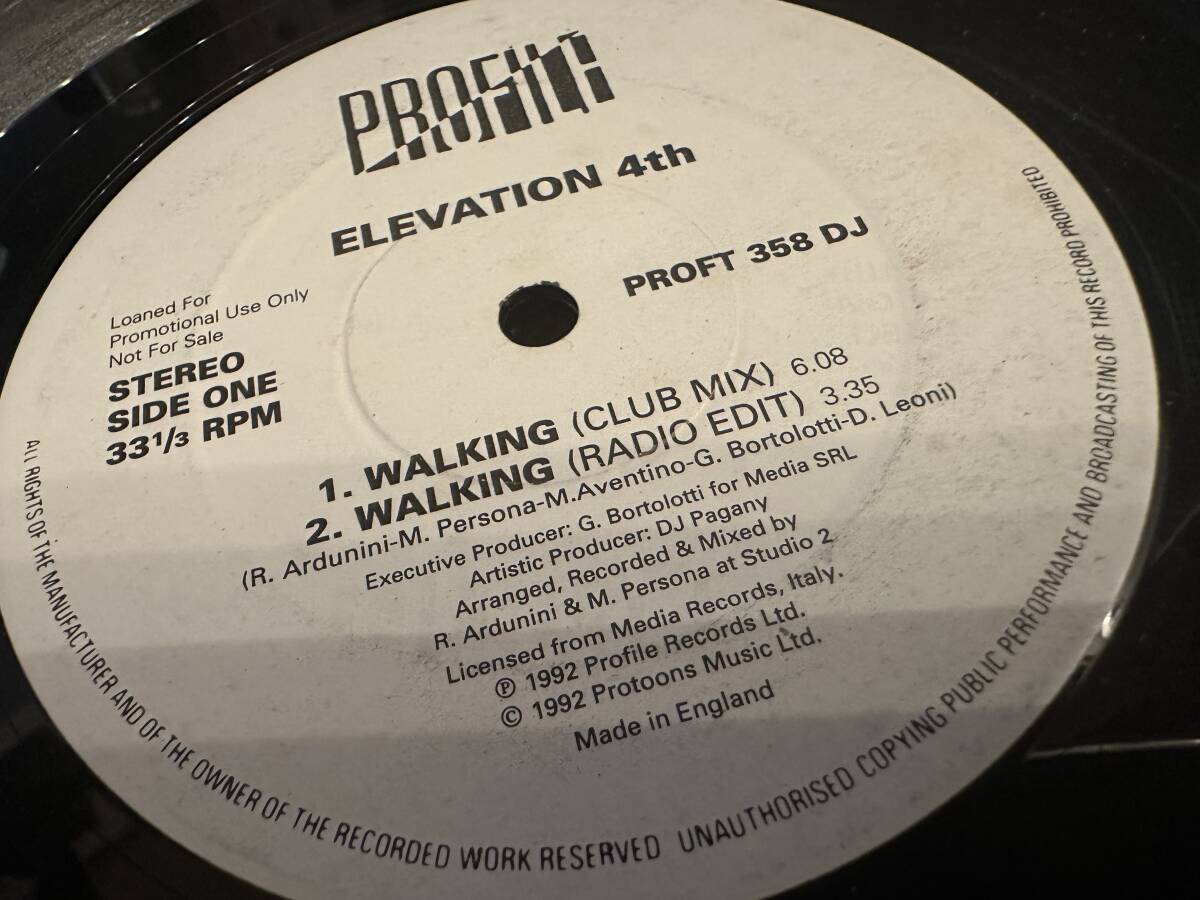 PROFILE
ELEVATION 4th
PROFT 358 DJ
Loaned For
Promotional Use Only
Not For Sale
STEREO
SIDE ONE
33 1/3 RPM
1. WALKING (CLUB MIX) 6.08
2. WALKiNG (RADIO EDIT) 3.35
(R. Ardunini-M. Persona-M.Aventino-G. Bortolotti-D. Leoni)
Executive Producer: G. Bortolotti for Media SRL
Artistic Producer: DJ Pagany
Arranged, Recorded & Mixed by
R. Ardunini & M. Persona at Studio 2
Licensed from Media Records, Italy.
℗ 1992 Profile Records Ltd.
© 1992 Protoons Music Ltd.
Made in England
ALL RIGHTS OF THE MANUFACTURER AND OF THE OWNER OF THE RECORDED WORK RESERVED UNAUTHORISED COPYING PUBLIC PERFORMANCE AND BROADCASTING OF THIS RECORD PROHIBITED